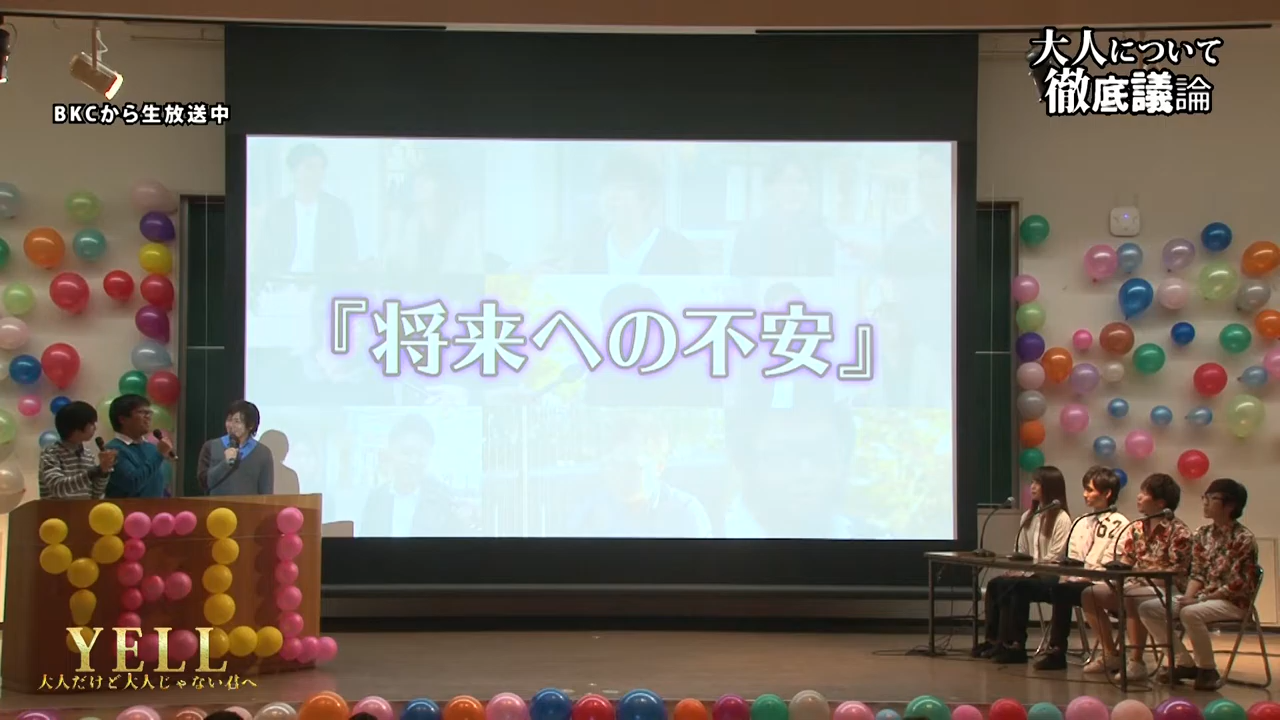 大人について
徹底議論
BKCから生放送中
『将来への不安』
YELL
YELL
大人だけど大人じゃない君へ
62